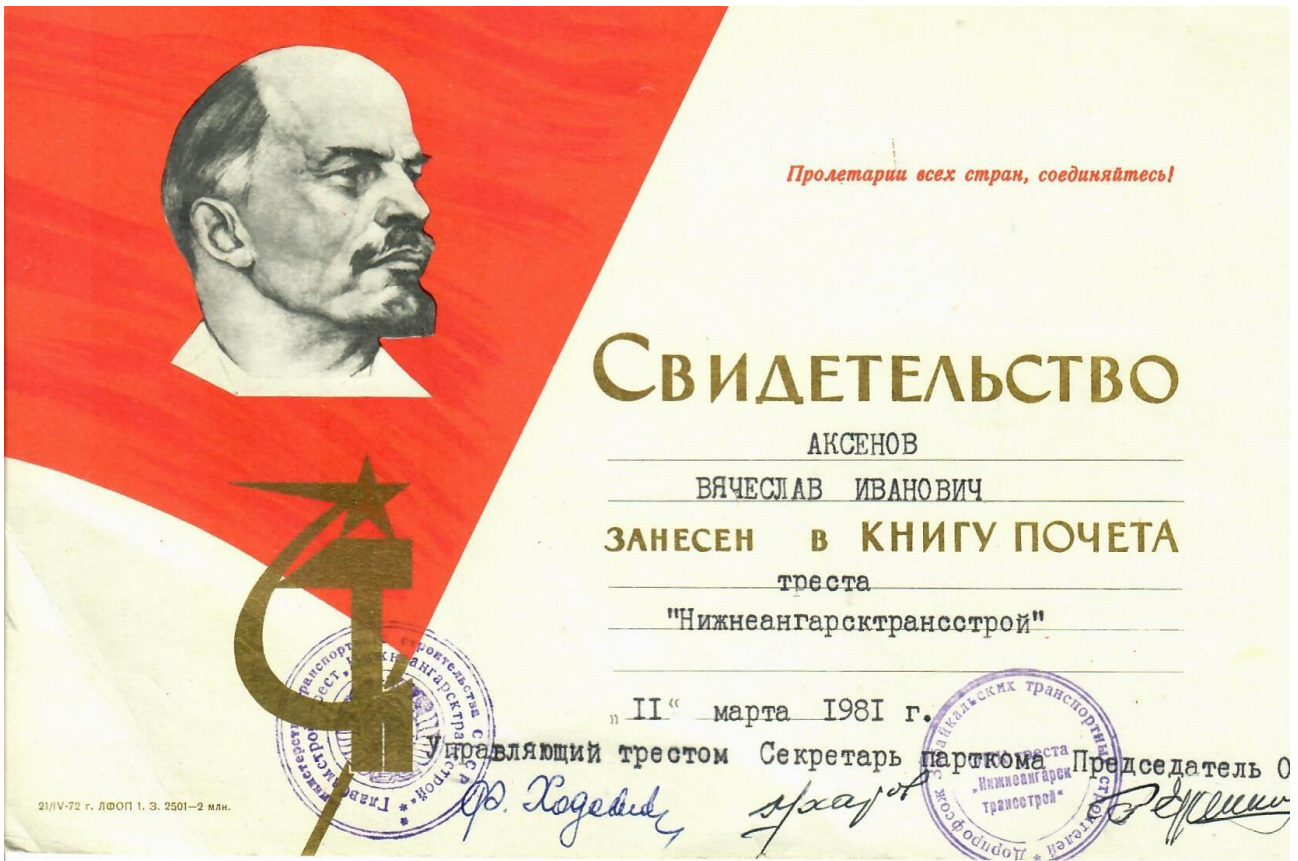 Пролетарии всех стран, соединяйтесь!
СВИДЕТЕЛЬСТВО
АКСЕНОВ
ВЯЧЕСЛАВ ИВАНОВИЧ
ЗАНЕСЕН В КНИГУ ПОЧЕТА
треста
"Нижнеангарсктрансстрой"
„II“ марта I98I г.
Управляющий трестом Секретарь парткома Председатель О
треста
„Нижнеангарск
трансстрой“
21/IV-72 г. ЛФОП 1. З. 2501—2 млн.